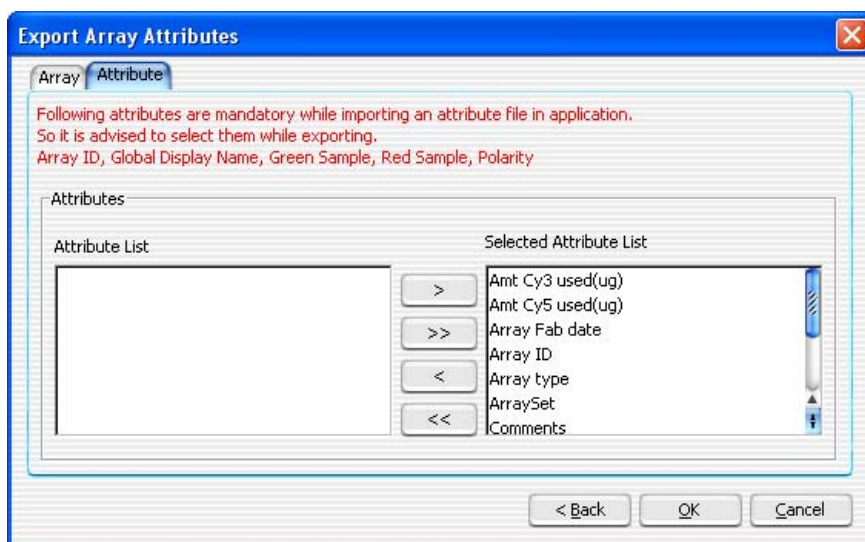 Export Array Attributes
Array Attribute
Following attributes are mandatory while importing an attribute file in application.
So it is advised to select them while exporting.
Array ID, Global Display Name, Green Sample, Red Sample, Polarity
Attributes
Attribute List
Selected Attribute List
>
>>
<
<<
Amt Cy3 used(ug)
Amt Cy5 used(ug)
Array Fab date
Array ID
Array type
ArraySet
Comments
< Back OK Cancel